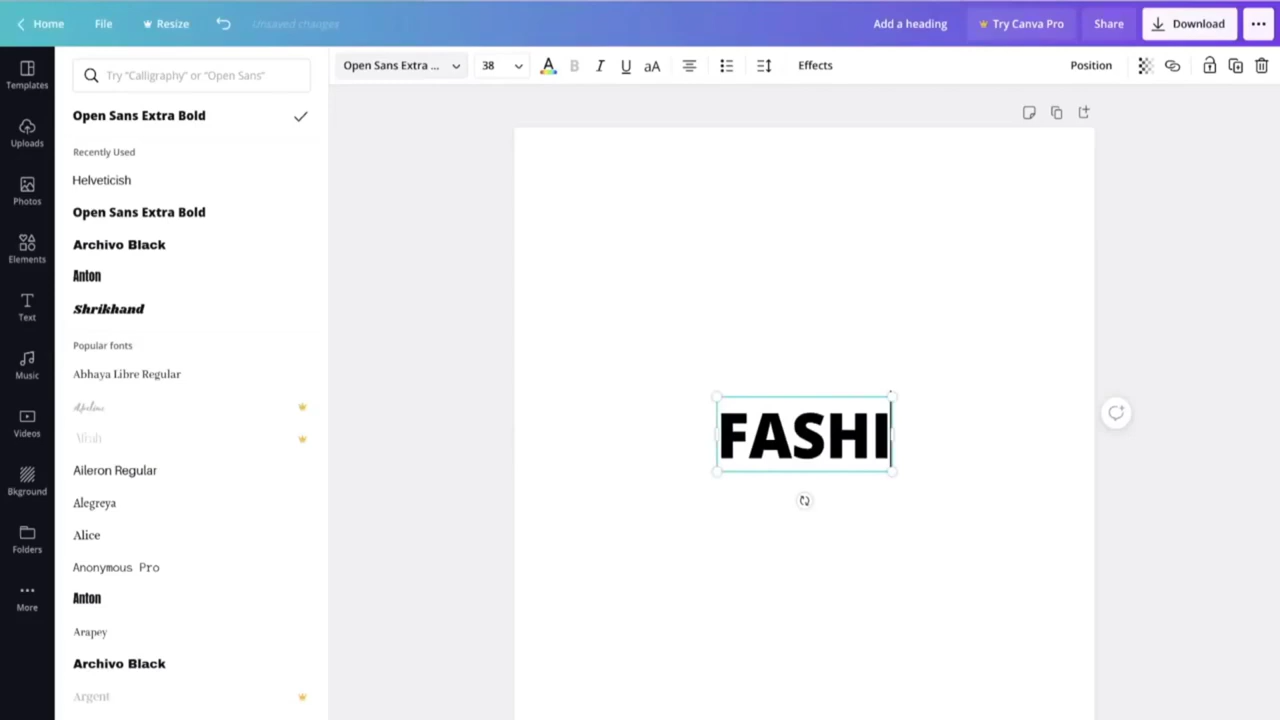 Home File Resize Unsaved changes Add a heading Try Canva Pro Share Download
Open Sans Extra ... 38 A B I U aA Effects Position
Templates
Uploads
Photos
Elements
Text
Music
Videos
Bkground
Folders
More
Try "Calligraphy" or "Open Sans"
Open Sans Extra Bold
Recently Used
Helveticish
Open Sans Extra Bold
Archivo Black
Anton
Shrikhand
Popular fonts
Abhaya Libre Regular
Aileron Regular
Alegreya
Alice
Anonymous Pro
Anton
Arapey
Archivo Black
Argent
FASHI